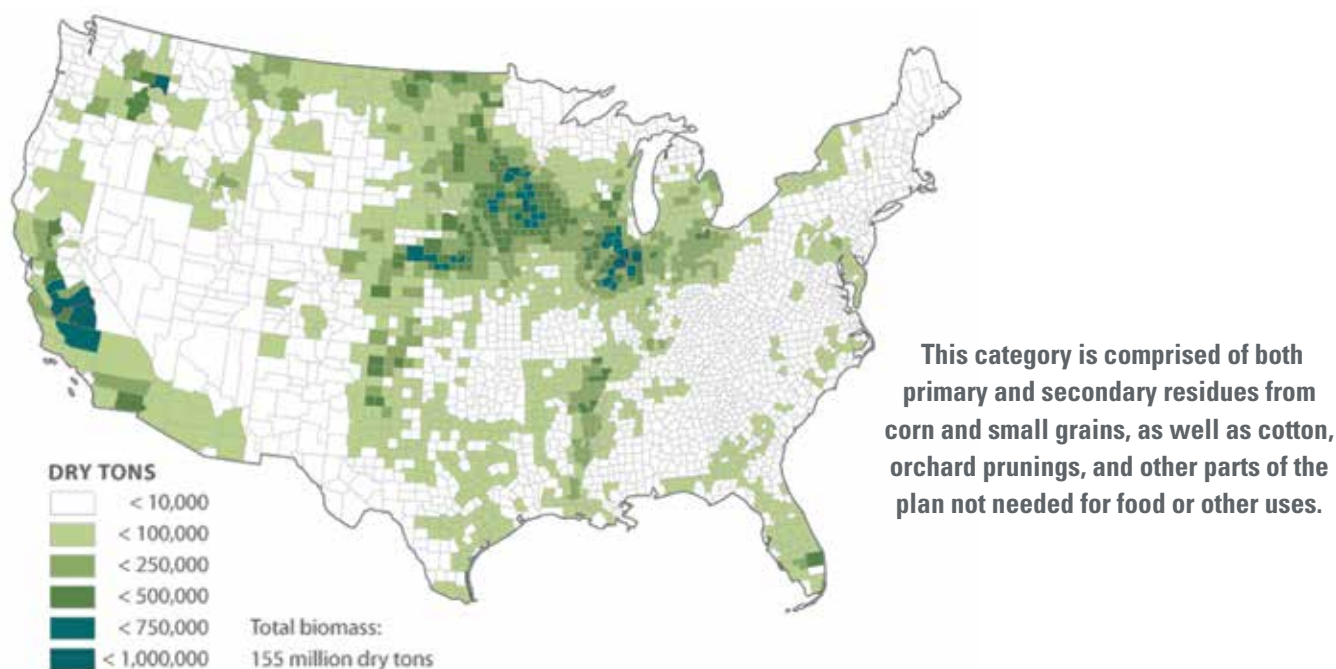 This category is comprised of both
primary and secondary residues from
corn and small grains, as well as cotton,
orchard prunings, and other parts of the
plan not needed for food or other uses.
DRY TONS
< 10,000
< 100,000
< 250,000
< 500,000
< 750,000
< 1,000,000
Total biomass:
155 million dry tons